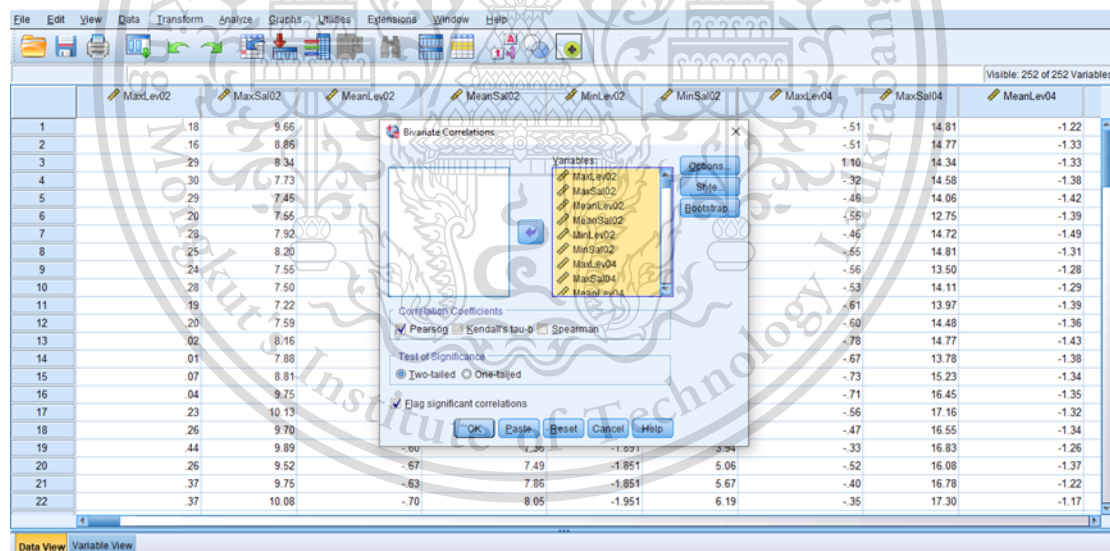 File Edit View Data Transform Analyze Graphs Utilities Extensions Window Help
Visible: 252 of 252 Variables
MaxLev02 MaxSal02 MeanLev02 MeanSal02 MinLev02 MinSal02 MaxLev04 MaxSal04 MeanLev04
Bivariate Correlations
Variables:
MaxLev02
MaxSal02
MeanLev02
MeanSal02
MinLev02
MinSal02
MaxLev04
MaxSal04
MeanLev04
Options...
Style...
Bootstrap...
Correlation Coefficients
Pearson Kendall's tau-b Spearman
Test of Significance
Two-tailed One-tailed
Flag significant correlations
OK Paste Reset Cancel Help
1 .18 9.66 -.51 14.81 -1.22
2 .16 8.86 -.51 14.77 -1.33
3 .29 8.34 1.10 14.34 -1.33
4 .30 7.73 -.32 14.58 -1.38
5 .29 7.45 -.46 14.06 -1.42
6 .20 7.55 -.55 12.75 -1.39
7 .28 7.92 -.46 14.72 -1.49
8 .25 8.20 -.55 14.81 -1.31
9 .24 7.55 -.56 13.50 -1.28
10 .28 7.50 -.53 14.11 -1.29
11 .19 7.22 -.61 13.97 -1.39
12 .20 7.59 -.60 14.48 -1.36
13 .02 8.16 -.78 14.77 -1.43
14 .01 7.88 -.67 13.78 -1.38
15 .07 8.81 -.73 15.23 -1.34
16 .04 9.75 -.71 16.45 -1.35
17 .23 10.13 -.56 17.16 -1.32
18 .26 9.70 -.47 16.55 -1.34
19 .44 9.89 -.60 7.36 -1.891 3.94 -.33 16.83 -1.26
20 .26 9.52 -.67 7.49 -1.851 5.06 -.52 16.08 -1.37
21 .37 9.75 -.63 7.86 -1.851 5.67 -.40 16.78 -1.22
22 .37 10.08 -.70 8.05 -1.951 6.19 -.35 17.30 -1.17
Data View Variable View